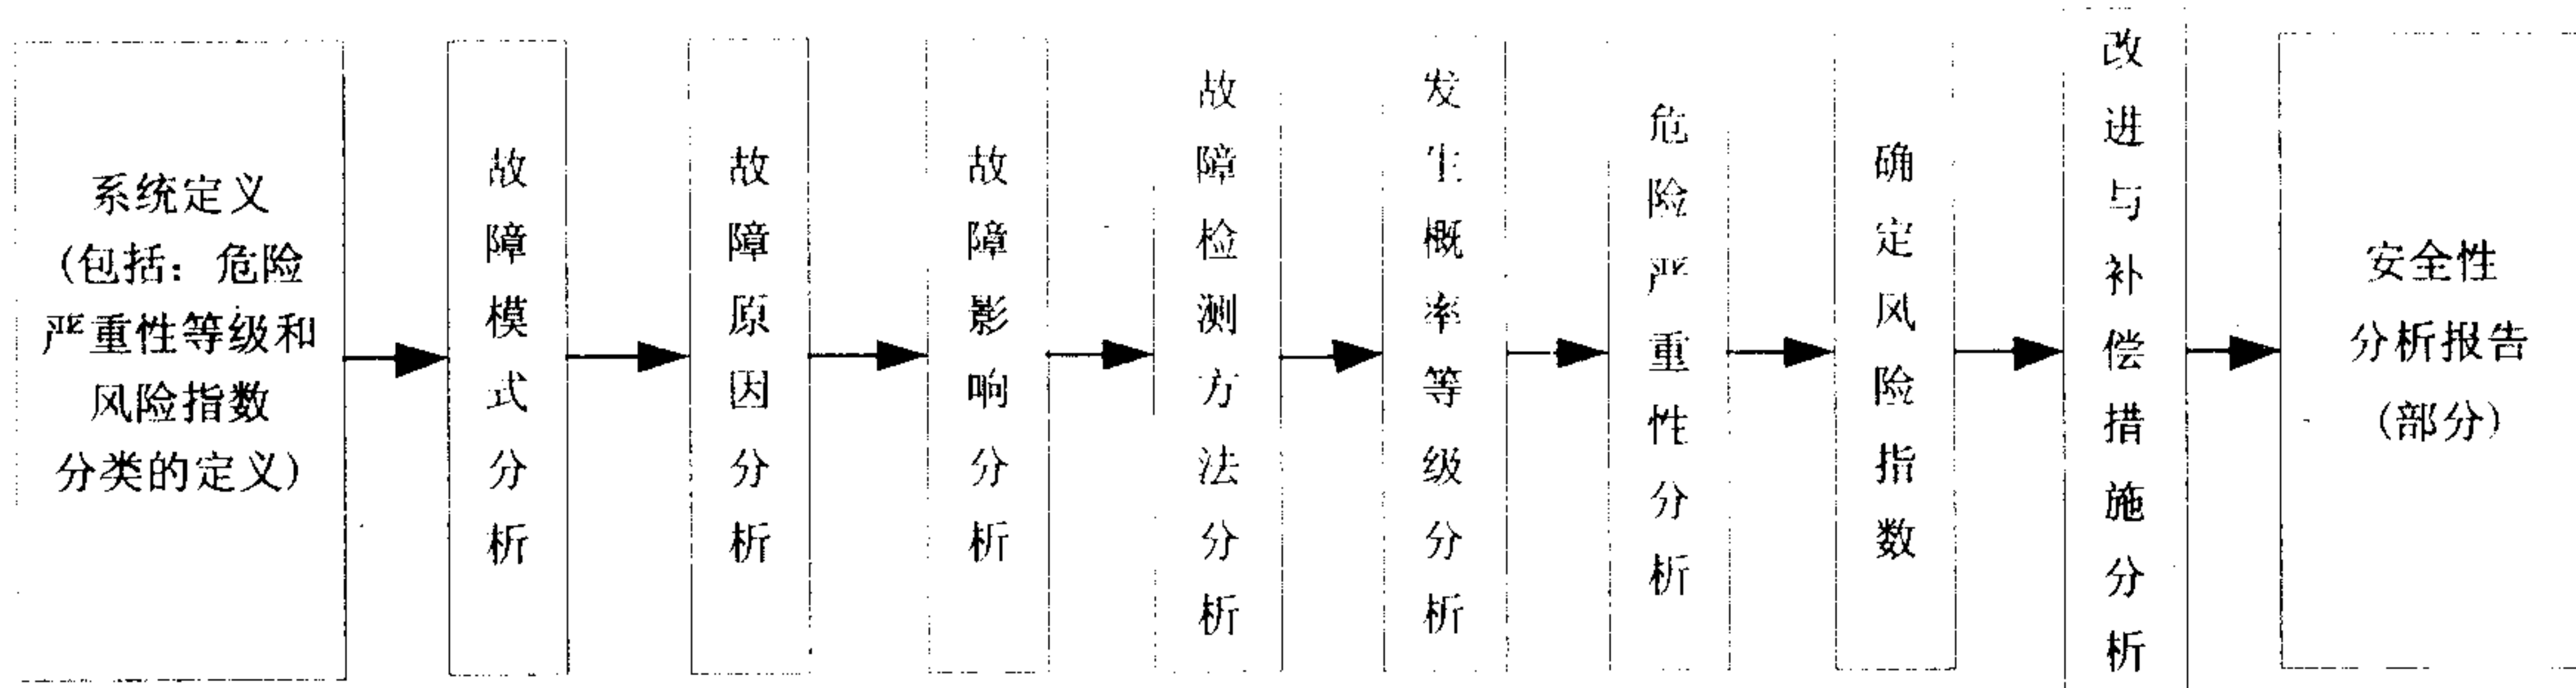 系统定义
(包括：危险
严重性等级和
风险指数
分类的定义)
故障模式分析
故障原因分析
故障影响分析
故障检测方法分析
发生概率等级分析
危险严重性分析
确定风险指数
改进与补偿措施分析
安全性
分析报告
(部分)